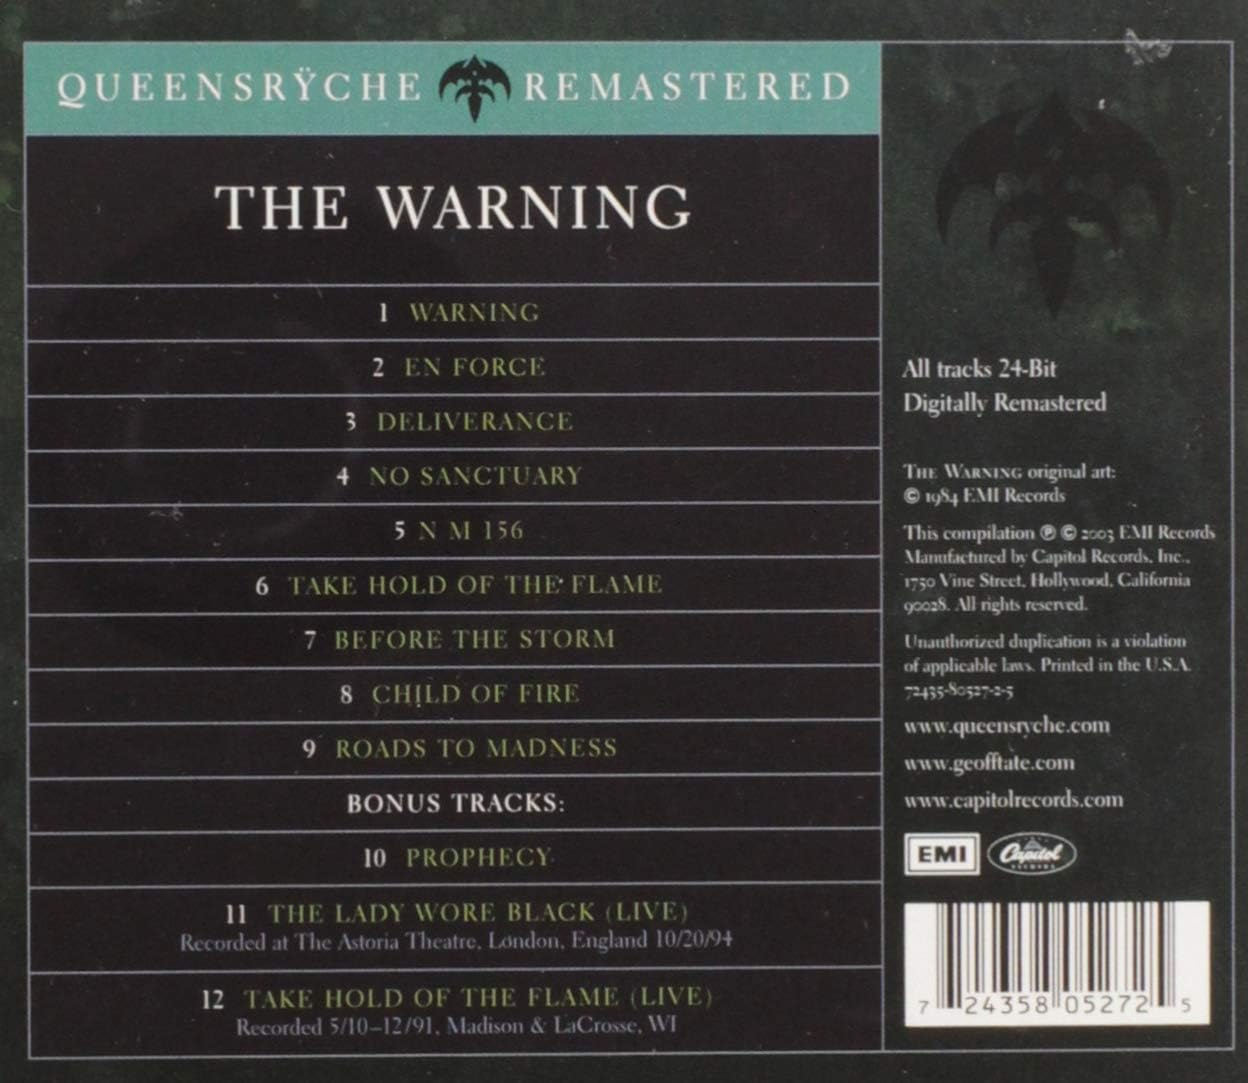 QUEENSRŸCHE REMASTERED
THE WARNING
1 WARNING
2 EN FORCE
3 DELIVERANCE
4 NO SANCTUARY
5 N M 156
6 TAKE HOLD OF THE FLAME
7 BEFORE THE STORM
8 CHILD OF FIRE
9 ROADS TO MADNESS
BONUS TRACKS:
10 PROPHECY
11 THE LADY WORE BLACK (LIVE)
Recorded at The Astoria Theatre, London, England 10/20/94
12 TAKE HOLD OF THE FLAME (LIVE)
Recorded 5/10–12/91, Madison & LaCrosse, WI
All tracks 24-Bit
Digitally Remastered
THE WARNING original art:
© 1984 EMI Records
This compilation ℗ © 2003 EMI Records
Manufactured by Capitol Records, Inc.,
1750 Vine Street, Hollywood, California
90028. All rights reserved.
Unauthorized duplication is a violation
of applicable laws. Printed in the U.S.A.
72435-80527-2-5
www.queensryche.com
www.geofftate.com
www.capitolrecords.com
EMI Capitol RECORDS
7 24358 05272 5